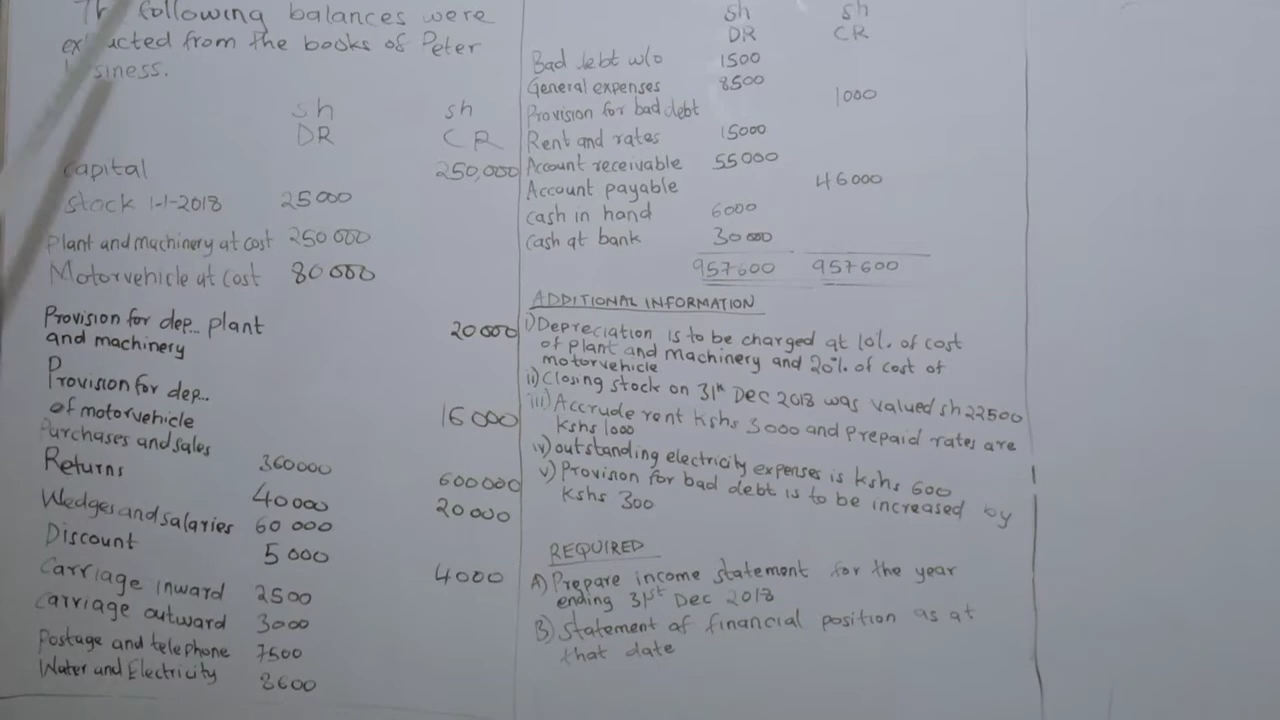 The following balances were
extracted from the books of Peter
business.
sh sh
DR CR
capital 250,000
stock 1-1-2018 25000
Plant and machinery at cost 250000
Motorvehicle at cost 80000
Provision for dep... plant 20000
and machinery
Provision for dep...
of motorvehicle 16000
Purchases and sales 360000 600000
Returns 40000 20000
Wedges and salaries 60 000
Discount 5 000 4000
Carriage inward 2500
Carriage outward 3000
Postage and telephone 7500
Water and Electricity 8600
sh sh
DR CR
Bad debt w/o 1500
General expenses 8500
Provision for bad debt 1000
Rent and rates 15000
Account receivable 55000
Account payable 46000
Cash in hand 6000
Cash at bank 30000
957600 957600
ADDITIONAL INFORMATION
i) Depreciation is to be charged at 10%. of cost
of plant and machinery and 20% of cost of
motorvehicle
ii) Closing stock on 31st Dec 2018 was valued sh 22500
iii) Accrude rent Kshs 3000 and prepaid rates are
Kshs 1000
iv) outstanding electricity expenses is kshs 600
v) Provision for bad debt is to be increased by
Kshs 300
REQUIRED
A) Prepare income statement for the year
ending 31st Dec 2018
B) Statement of financial position as at
that date